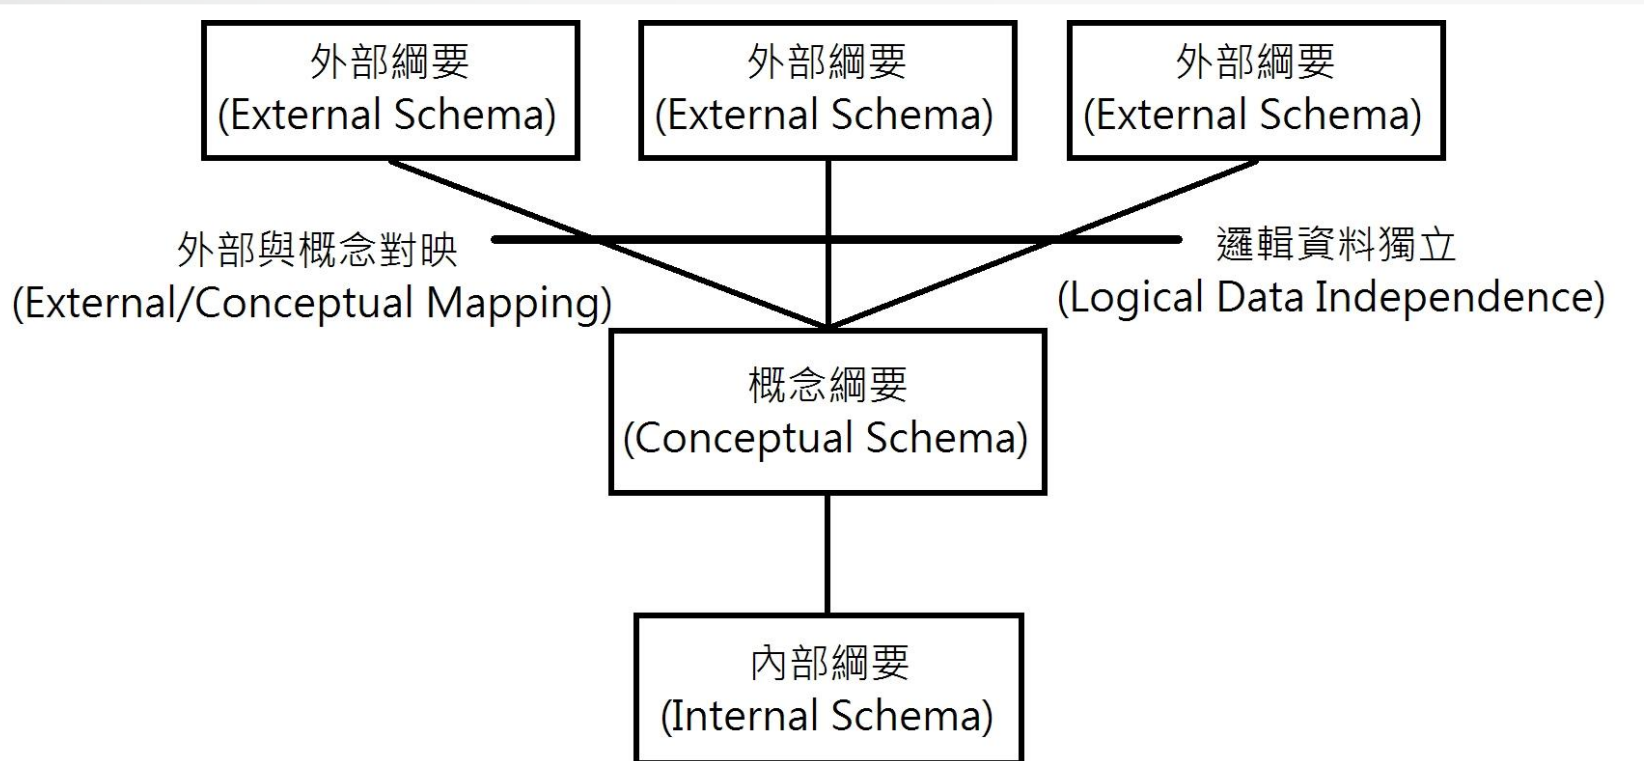 外部綱要
(External Schema)
外部綱要
(External Schema)
外部綱要
(External Schema)
外部與概念對映
(External/Conceptual Mapping)
邏輯資料獨立
(Logical Data Independence)
概念綱要
(Conceptual Schema)
內部綱要
(Internal Schema)